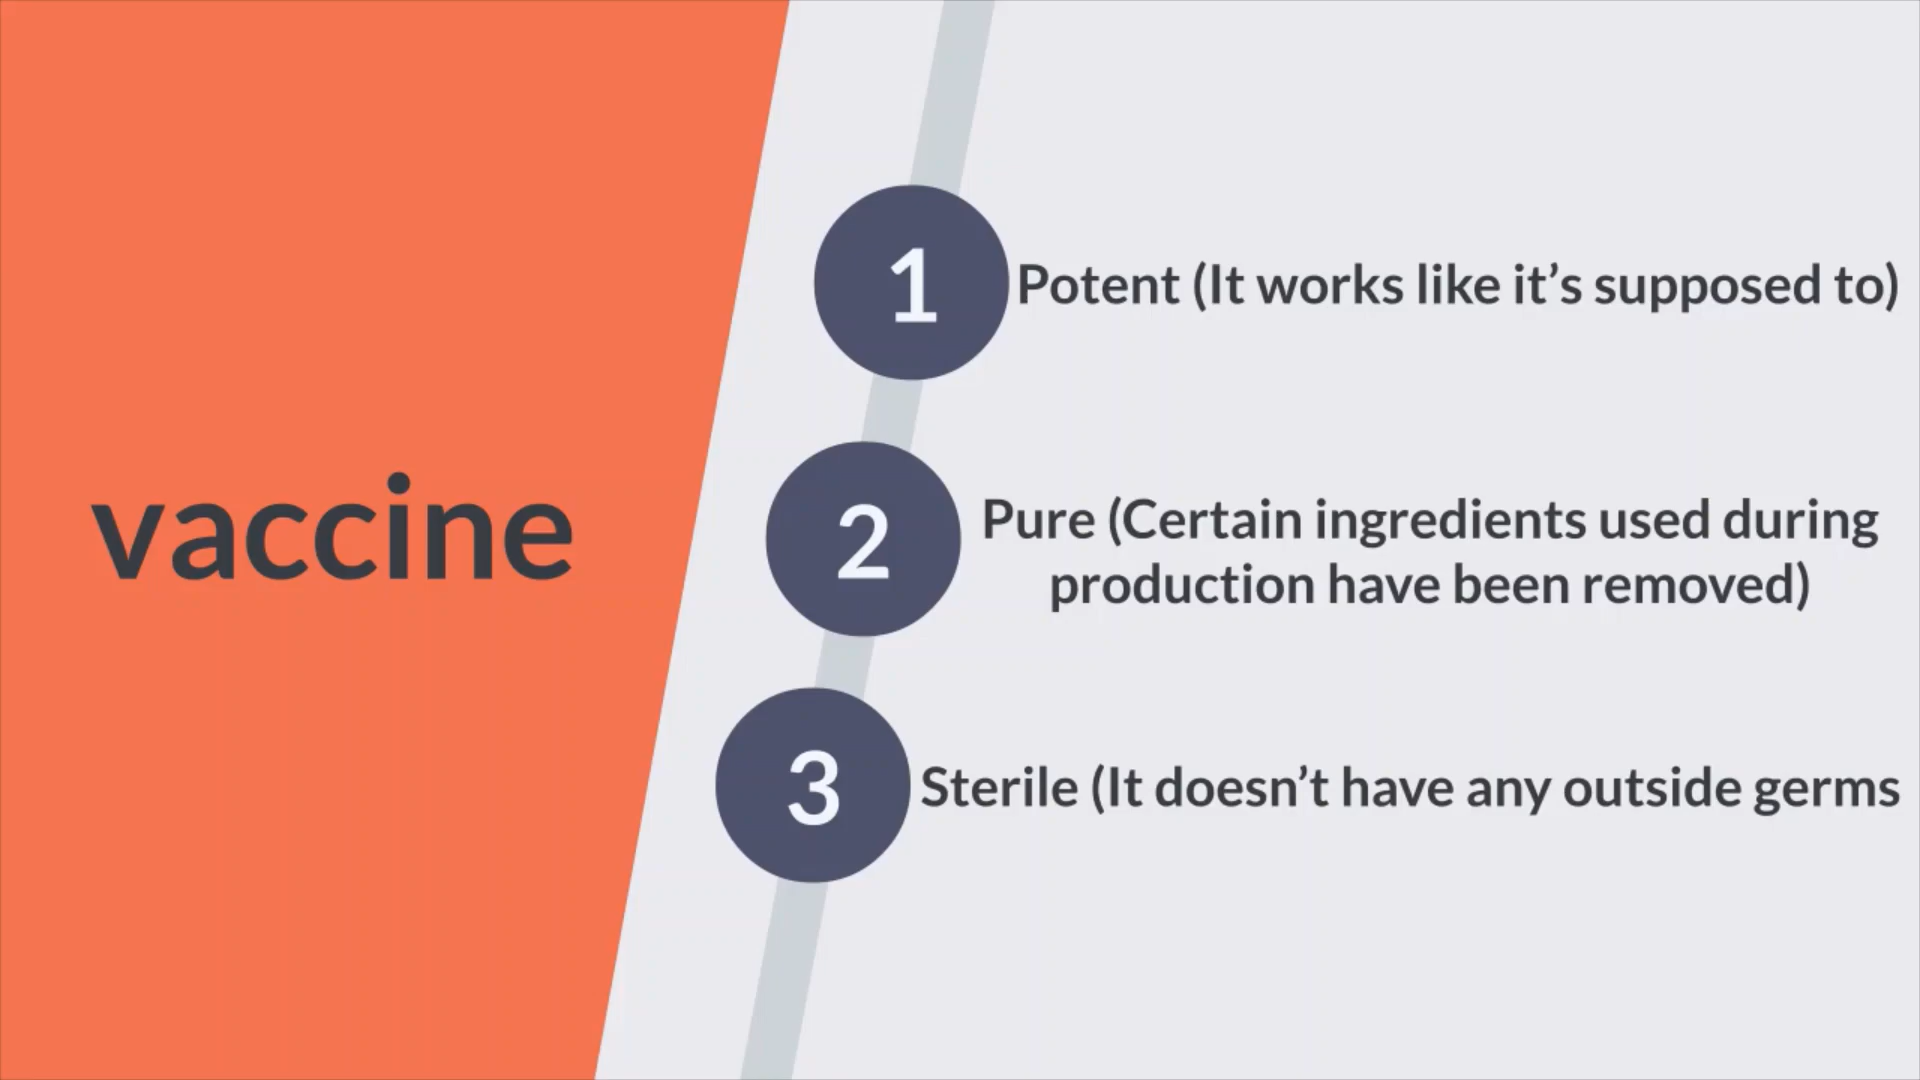 vaccine
1
Potent (It works like it’s supposed to)
2
Pure (Certain ingredients used during
production have been removed)
3
Sterile (It doesn’t have any outside germs